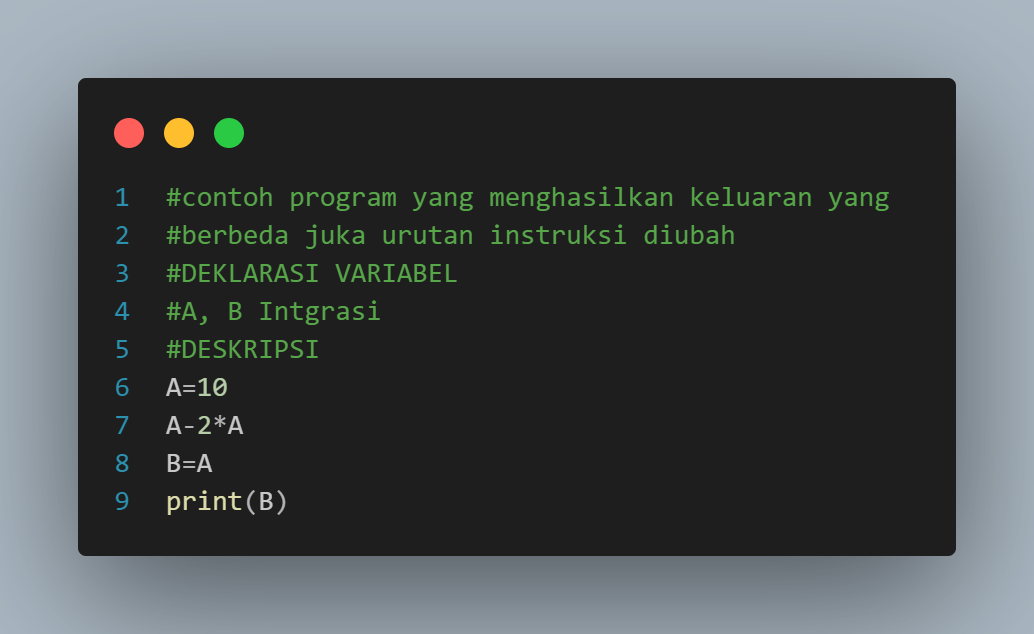 1 #contoh program yang menghasilkan keluaran yang
2 #berbeda juka urutan instruksi diubah
3 #DEKLARASI VARIABEL
4 #A, B Intgrasi
5 #DESKRIPSI
6 A=10
7 A-2*A
8 B=A
9 print(B)